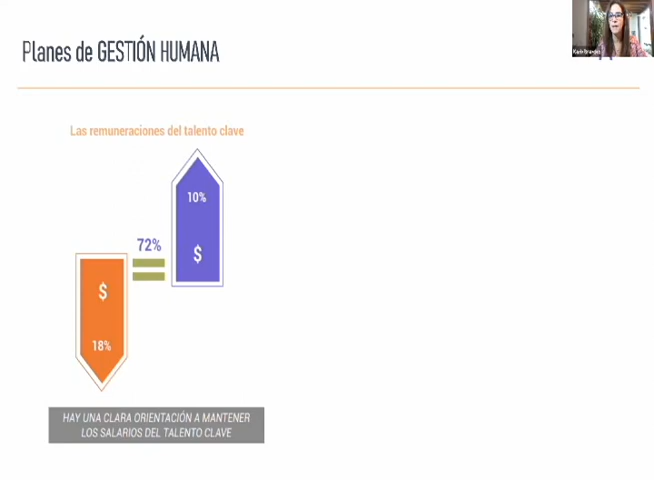 Planes de GESTIÓN HUMANA
Las remuneraciones del talento clave
10%
72%
$
$
18%
HAY UNA CLARA ORIENTACIÓN A MANTENER
LOS SALARIOS DEL TALENTO CLAVE